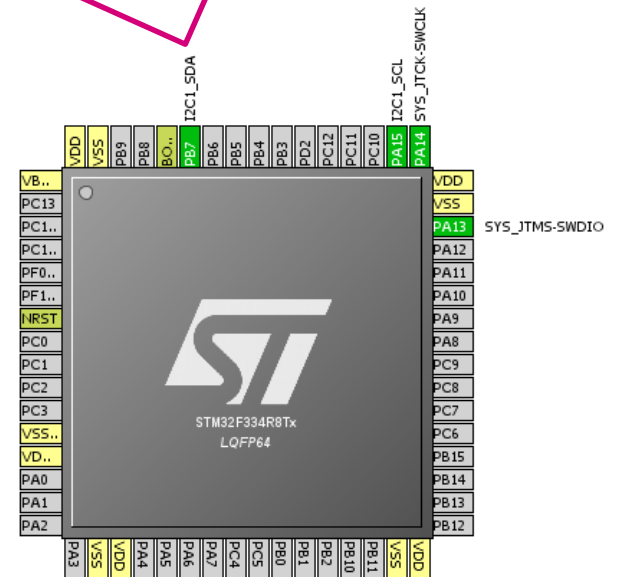 I2C1_SDA
I2C1_SCL
SYS_JTCK-SWCLK
VDD
VSS
PB9
PB8
BO..
PB7
PB6
PB5
PB4
PB3
PD2
PC12
PC11
PC10
PA15
PA14
VB..
PC13
PC1..
PC1..
PF0..
PF1..
NRST
PC0
PC1
PC2
PC3
VSS..
VD..
PA0
PA1
PA2
ST
STM32F334R8Tx
LQFP64
VDD
VSS
PA13 SYS_JTMS-SWDIO
PA12
PA11
PA10
PA9
PA8
PC9
PC8
PC7
PC6
PB15
PB14
PB13
PB12
PA3
VSS
VDD
PA4
PA5
PA6
PA7
PC4
PC5
PB0
PB1
PB2
PB10
PB11
VSS
VDD